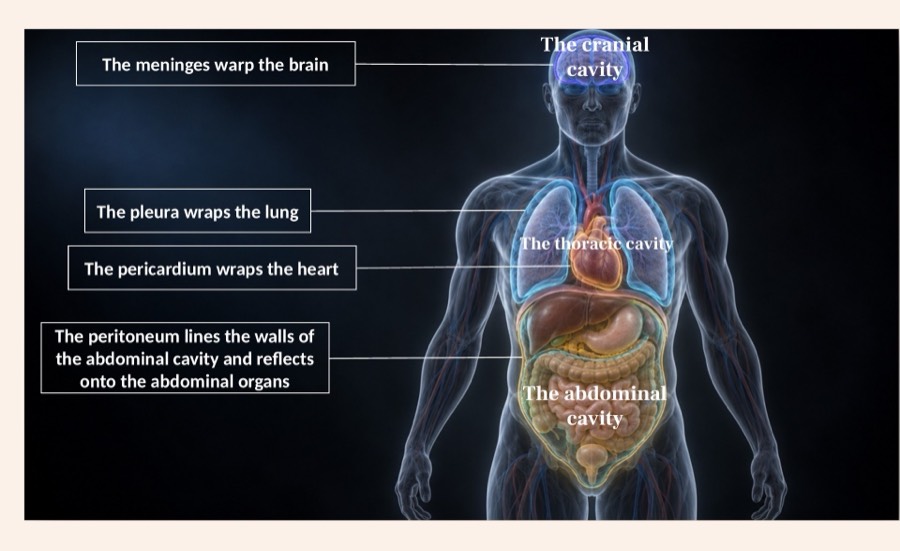 The cranial
cavity
The meninges warp the brain
The pleura wraps the lung
The thoracic cavity
The pericardium wraps the heart
The peritoneum lines the walls of
the abdominal cavity and reflects
onto the abdominal organs
The abdominal
cavity